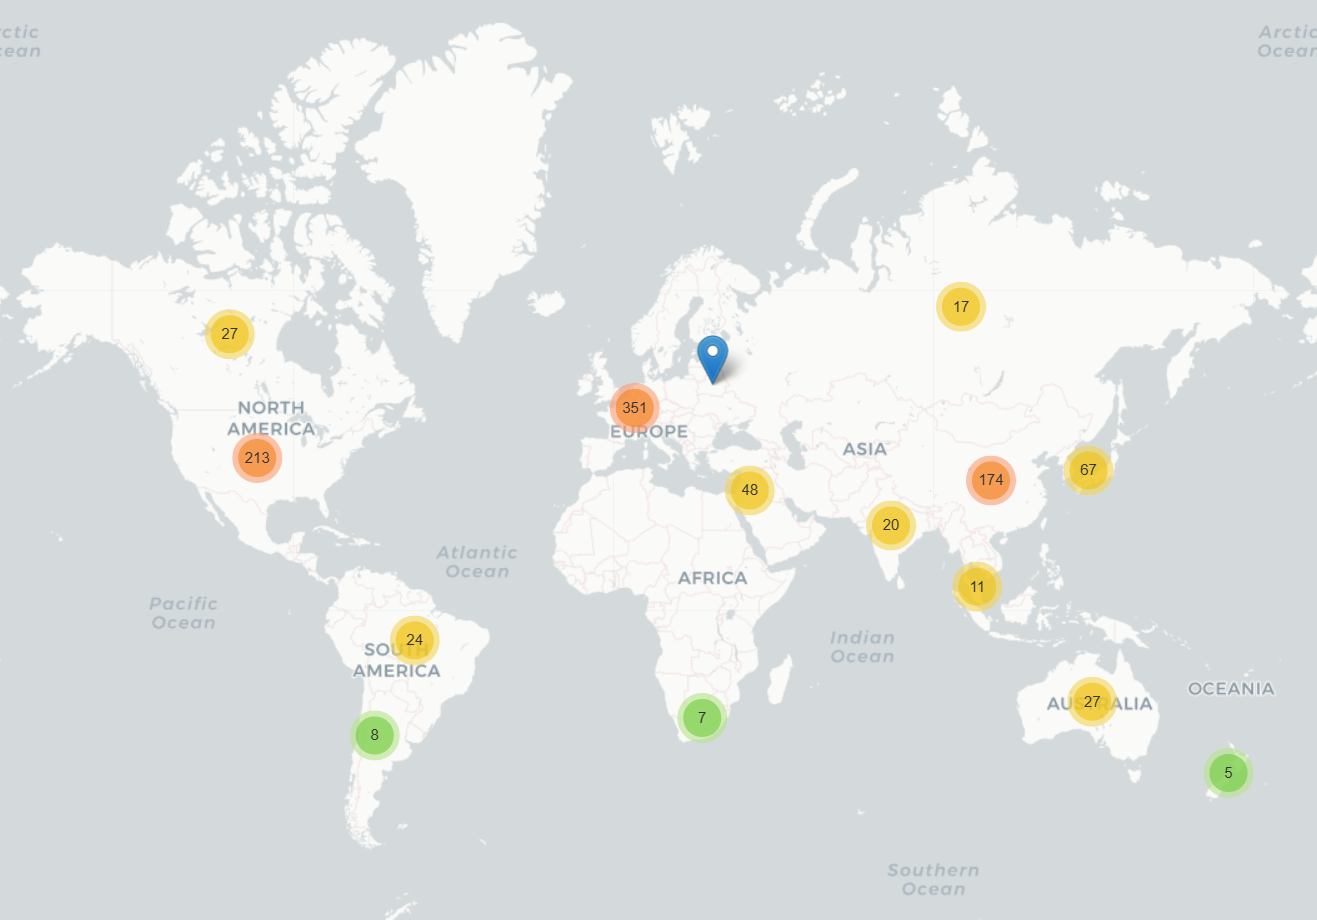 ctic
cean
Arctic
Ocean
27
17
NORTH
AMERICA
351
EUROPE
213
ASIA
67
174
48
20
Atlantic
Ocean
AFRICA
11
Pacific
Ocean
24
SOUTH
AMERICA
Indian
Ocean
OCEANIA
27
AUSTRALIA
7
8
5
Southern
Ocean